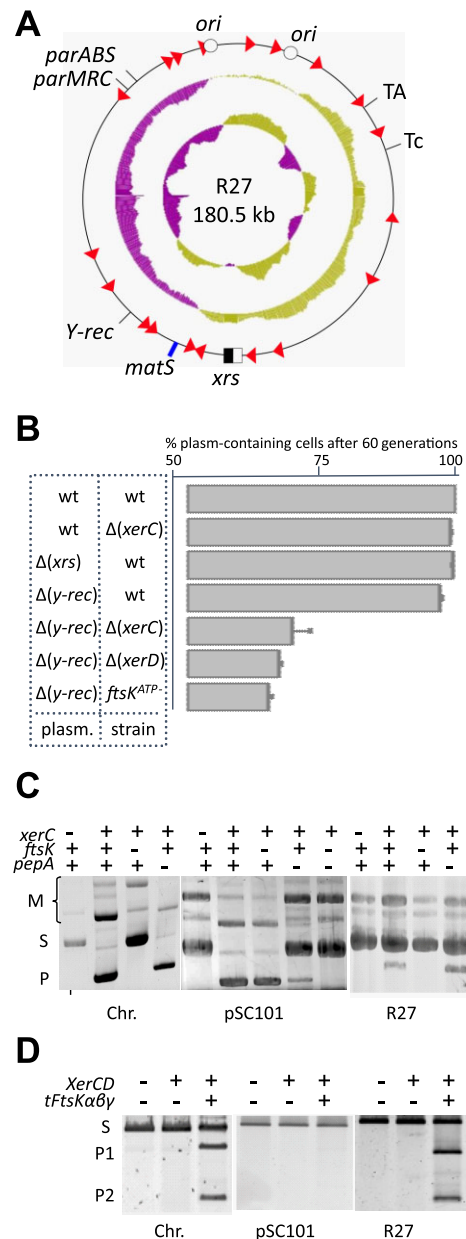 A
ori ori
parABS
parMRC
TA
Tc
R27
180.5 kb
Y-rec
matS
xrs
B
% plasm-containing cells after 60 generations
50 75 100
wt wt
wt Δ(xerC)
Δ(xrs) wt
Δ(y-rec) wt
Δ(y-rec) Δ(xerC)
Δ(y-rec) Δ(xerD)
Δ(y-rec) ftsKATP-
plasm. strain
C
xerC - + + + - + + + + - + + +
ftsK + + - + + + + - - + + - +
pepA + + + - + + - + - + + + -
M
S
P
Chr. pSC101 R27
D
XerCD - + + - + + - + +
tFtsKαβγ - - + - - + - - +
S
P1
P2
Chr. pSC101 R27